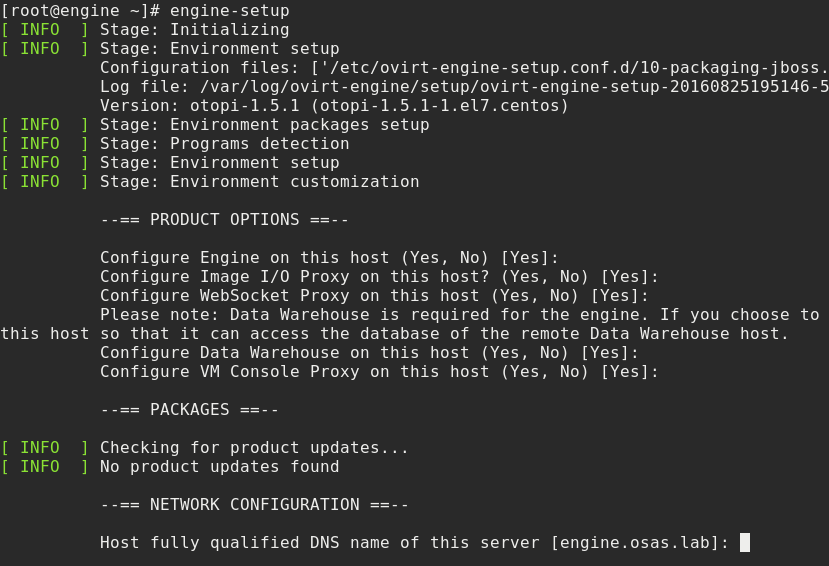 [root@engine ~]# engine-setup
[ INFO  ] Stage: Initializing
[ INFO  ] Stage: Environment setup
          Configuration files: ['/etc/ovirt-engine-setup.conf.d/10-packaging-jboss.
          Log file: /var/log/ovirt-engine/setup/ovirt-engine-setup-20160825195146-5
          Version: otopi-1.5.1 (otopi-1.5.1-1.el7.centos)
[ INFO  ] Stage: Environment packages setup
[ INFO  ] Stage: Programs detection
[ INFO  ] Stage: Environment setup
[ INFO  ] Stage: Environment customization
          --== PRODUCT OPTIONS ==--
          Configure Engine on this host (Yes, No) [Yes]:
          Configure Image I/O Proxy on this host? (Yes, No) [Yes]:
          Configure WebSocket Proxy on this host (Yes, No) [Yes]:
          Please note: Data Warehouse is required for the engine. If you choose to
this host so that it can access the database of the remote Data Warehouse host.
          Configure Data Warehouse on this host (Yes, No) [Yes]:
          Configure VM Console Proxy on this host (Yes, No) [Yes]:
          --== PACKAGES ==--
[ INFO  ] Checking for product updates...
[ INFO  ] No product updates found
          --== NETWORK CONFIGURATION ==--
          Host fully qualified DNS name of this server [engine.osas.lab]: